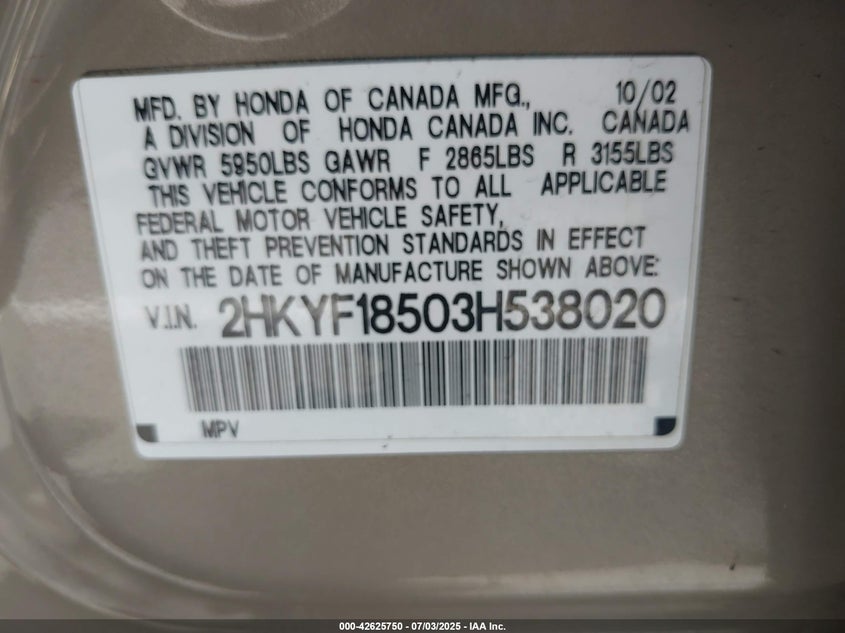 MFD. BY HONDA OF CANADA MFG., 10/02
A DIVISION OF HONDA CANADA INC. CANADA
GVWR 5950LBS GAWR F 2865LBS R 3155LBS
THIS VEHICLE CONFORMS TO ALL APPLICABLE
FEDERAL MOTOR VEHICLE SAFETY,
AND THEFT PREVENTION STANDARDS IN EFFECT
ON THE DATE OF MANUFACTURE SHOWN ABOVE:
V.I.N. 2HKYF18503H538020
MPV
000-42625750 - 07/03/2025 - IAA Inc.